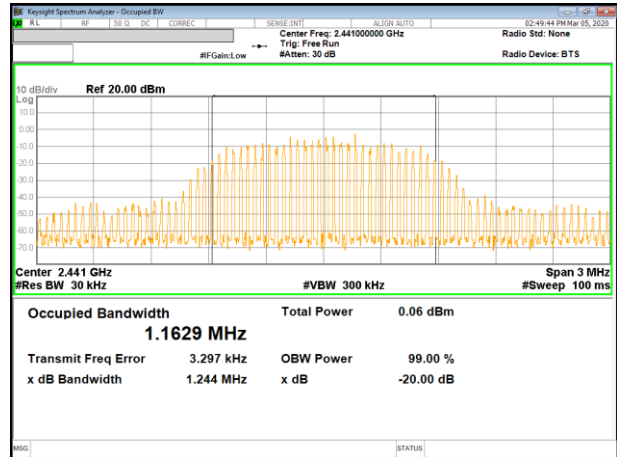 Keysight Spectrum Analyzer - Occupied BW
RL RF 50 Ω DC CORREC SENSE:INT ALIGN AUTO 02:49:44 PM Mar 05, 2020
Center Freq: 2.441000000 GHz Radio Std: None
Trig: Free Run
#IFGain:Low #Atten: 30 dB Radio Device: BTS
10 dB/div Ref 20.00 dBm
Log
10.0
0.00
-10.0
-20.0
-30.0
-40.0
-50.0
-60.0
-70.0
Center 2.441 GHz Span 3 MHz
#Res BW 30 kHz #VBW 300 kHz #Sweep 100 ms
Occupied Bandwidth Total Power 0.06 dBm
1.1629 MHz
Transmit Freq Error 3.297 kHz OBW Power 99.00 %
x dB Bandwidth 1.244 MHz x dB -20.00 dB
MSG STATUS